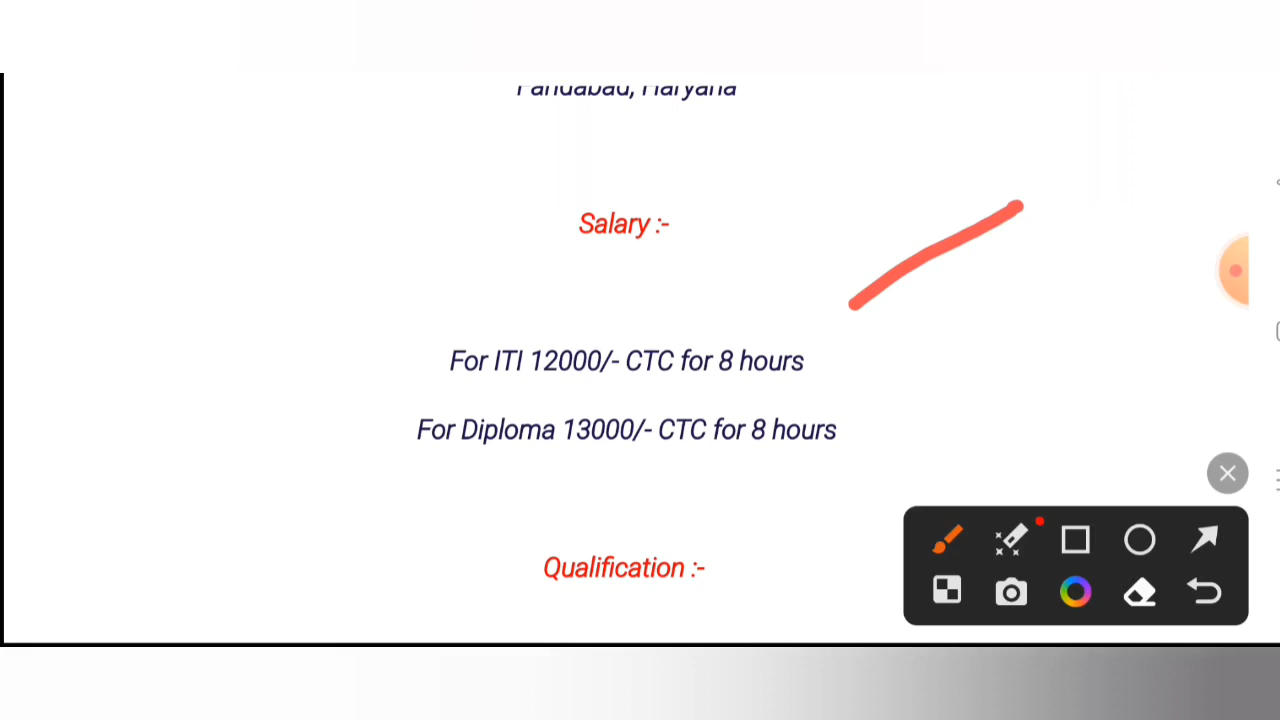 Faridabad, Haryana
Salary :-
For ITI 12000/- CTC for 8 hours
For Diploma 13000/- CTC for 8 hours
Qualification :-